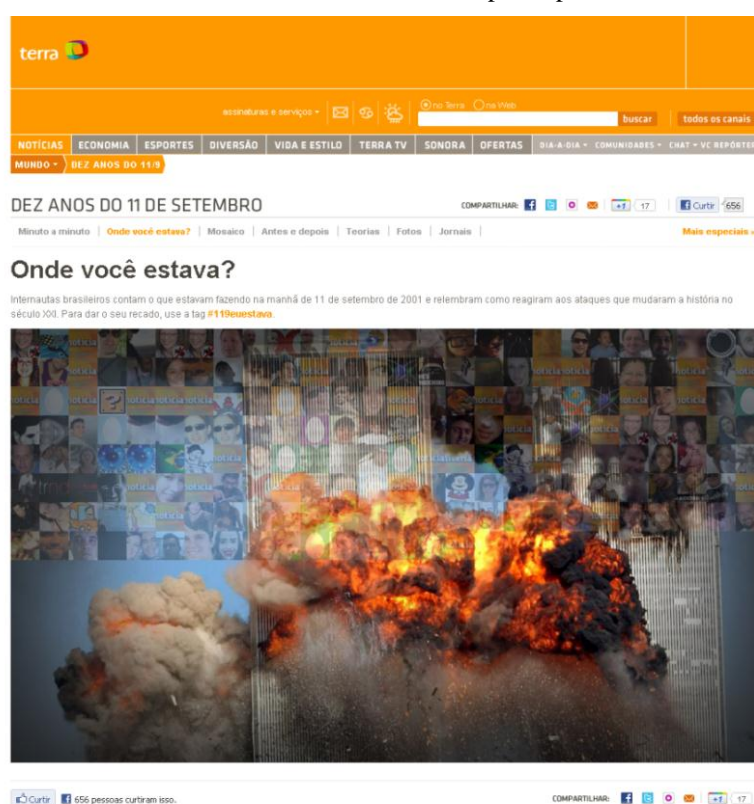 terra
assinaturas e serviços
no Terra na Web
buscar
todos os canais
NOTÍCIAS ECONOMIA ESPORTES DIVERSÃO VIDA E ESTILO TERRA TV SONORA OFERTAS DIA-A-DIA COMUNIDADES CHAT VC REPÓRTER
MUNDO DEZ ANOS DO 11/9
DEZ ANOS DO 11 DE SETEMBRO
COMPARTILHAR: +1 17 Curtir 656
Minuto a minuto | Onde você estava? | Mosaico | Antes e depois | Teorias | Fotos | Jornais | Mais especiais »
Onde você estava?
Internautas brasileiros contam o que estavam fazendo na manhã de 11 de setembro de 2001 e relembram como reagiram aos ataques que mudaram a história no
século XXI. Para dar o seu recado, use a tag #119euestava.
Curtir 656 pessoas curtiram isso.
COMPARTILHAR: +1 17